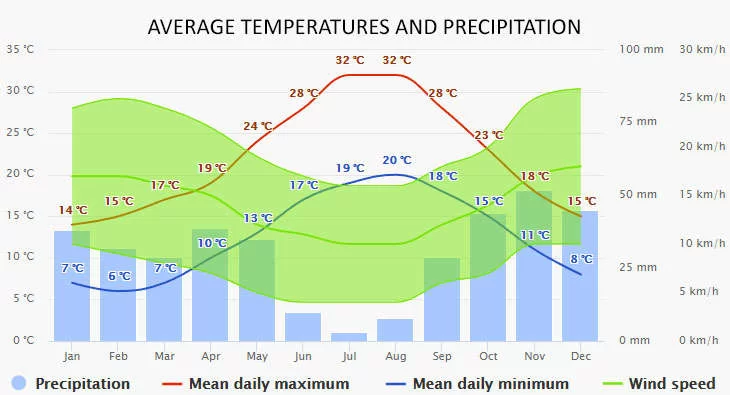 AVERAGE TEMPERATURES AND PRECIPITATION
35 °C 100 mm 30 km/h
30 °C 25 km/h
25 °C 75 mm 20 km/h
20 °C 50 mm 15 km/h
15 °C 10 km/h
10 °C 25 mm 5 km/h
5 °C
0 °C 0 mm 0 km/h
14 °C 15 °C 17 °C 19 °C 24 °C 28 °C 32 °C 32 °C 28 °C 23 °C 18 °C 15 °C
7 °C 6 °C 7 °C 10 °C 13 °C 17 °C 19 °C 20 °C 18 °C 15 °C 11 °C 8 °C
Jan Feb Mar Apr May Jun Jul Aug Sep Oct Nov Dec
Precipitation Mean daily maximum Mean daily minimum Wind speed